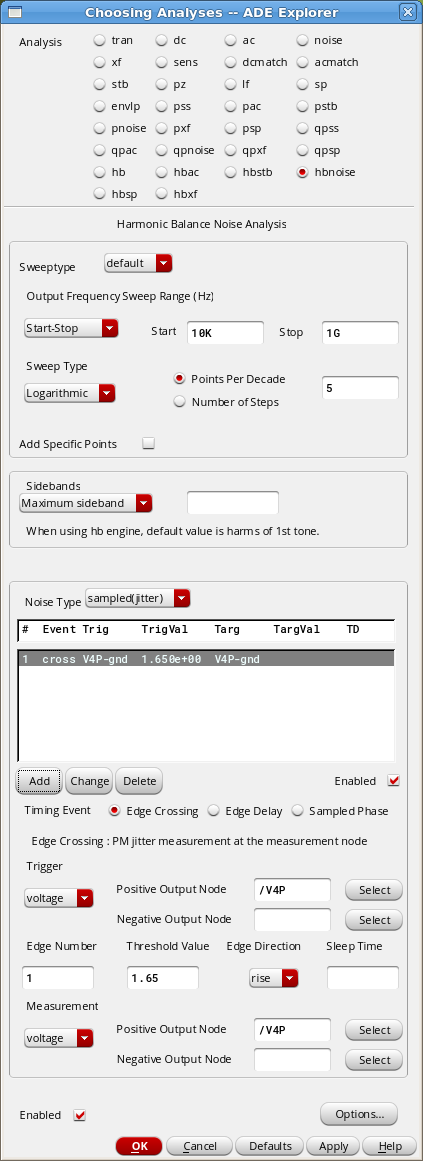 Choosing Analyses -- ADE Explorer
Analysis tran dc ac noise
xf sens dcmatch acmatch
stb pz lf sp
envlp pss pac pstb
pnoise pxf psp qpss
qpac qpnoise qpxf qpsp
hb hbac hbstb hbnoise
hbsp hbxf
Harmonic Balance Noise Analysis
Sweeptype default
Output Frequency Sweep Range (Hz)
Start-Stop Start 10K Stop 1G
Sweep Type
Logarithmic Points Per Decade 5
Number of Steps
Add Specific Points
Sidebands
Maximum sideband
When using hb engine, default value is harms of 1st tone.
Noise Type sampled(jitter)
# Event Trig TrigVal Targ TargVal TD
1 cross V4P-gnd 1.650e+00 V4P-gnd
Add Change Delete Enabled
Timing Event Edge Crossing Edge Delay Sampled Phase
Edge Crossing : PM jitter measurement at the measurement node
Trigger
voltage Positive Output Node /V4P Select
Negative Output Node Select
Edge Number Threshold Value Edge Direction Sleep Time
1 1.65 rise
Measurement
voltage Positive Output Node /V4P Select
Negative Output Node Select
Enabled Options...
OK Cancel Defaults Apply Help